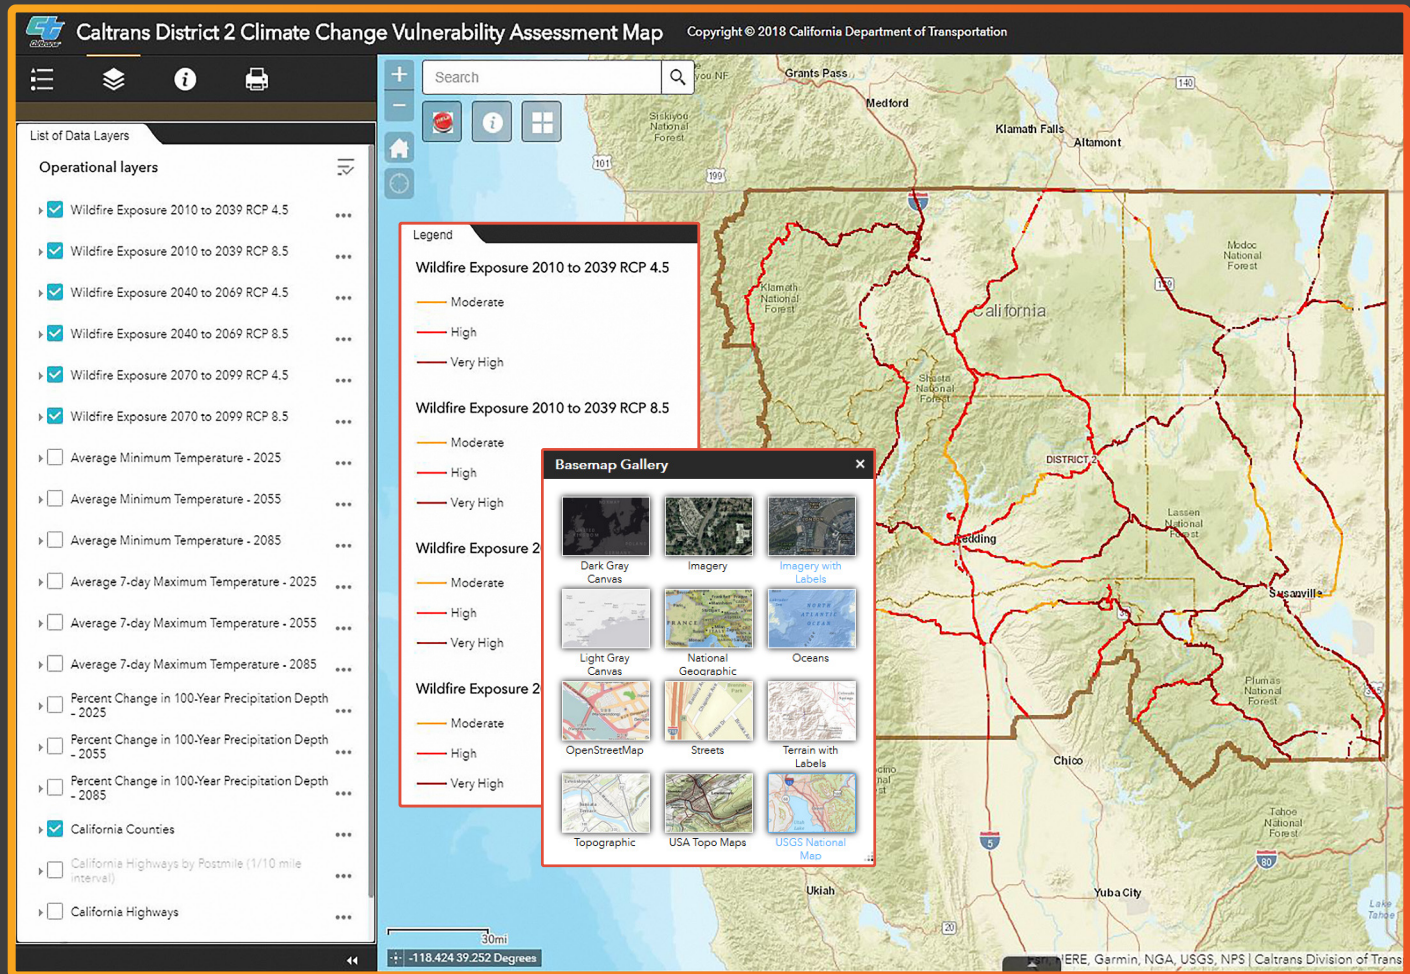 Caltrans
Caltrans District 2 Climate Change Vulnerability Assessment Map
Copyright © 2018 California Department of Transportation
List of Data Layers
Operational layers
Wildfire Exposure 2010 to 2039 RCP 4.5
Wildfire Exposure 2010 to 2039 RCP 8.5
Wildfire Exposure 2040 to 2069 RCP 4.5
Wildfire Exposure 2040 to 2069 RCP 8.5
Wildfire Exposure 2070 to 2099 RCP 4.5
Wildfire Exposure 2070 to 2099 RCP 8.5
Average Minimum Temperature - 2025
Average Minimum Temperature - 2055
Average Minimum Temperature - 2085
Average 7-day Maximum Temperature - 2025
Average 7-day Maximum Temperature - 2055
Average 7-day Maximum Temperature - 2085
Percent Change in 100-Year Precipitation Depth
- 2025
Percent Change in 100-Year Precipitation Depth
- 2055
Percent Change in 100-Year Precipitation Depth
- 2085
California Counties
California Highways by Postmile (1/10 mile
interval)
California Highways
+
−
Search
you NF
Grants Pass
Medford
Siskiyou
National
Forest
Klamath Falls
Altamont
140
101
199
5
Legend
Wildfire Exposure 2010 to 2039 RCP 4.5
Moderate
High
Very High
Wildfire Exposure 2010 to 2039 RCP 8.5
Moderate
High
Very High
Wildfire Exposure 2
Moderate
High
Very High
Wildfire Exposure 2
Moderate
High
Very High
Klamath
National
Forest
California
Modoc
National
Forest
139
Shasta
National
Forest
DISTRICT 2
Lassen
National
Forest
Redding
Susanville
Plumas
National
Forest
395
Chico
Tahoe
National
Forest
5
80
Ukiah
Yuba City
20
Lake
Tahoe
Basemap Gallery
×
Dark Gray
Canvas
Imagery
Imagery with
Labels
Light Gray
Canvas
National
Geographic
Oceans
OpenStreetMap
Streets
Terrain with
Labels
Topographic
USA Topo Maps
USGS National
Map
30mi
-118.424 39.252 Degrees
HERE, Garmin, NGA, USGS, NPS | Caltrans Division of Trans